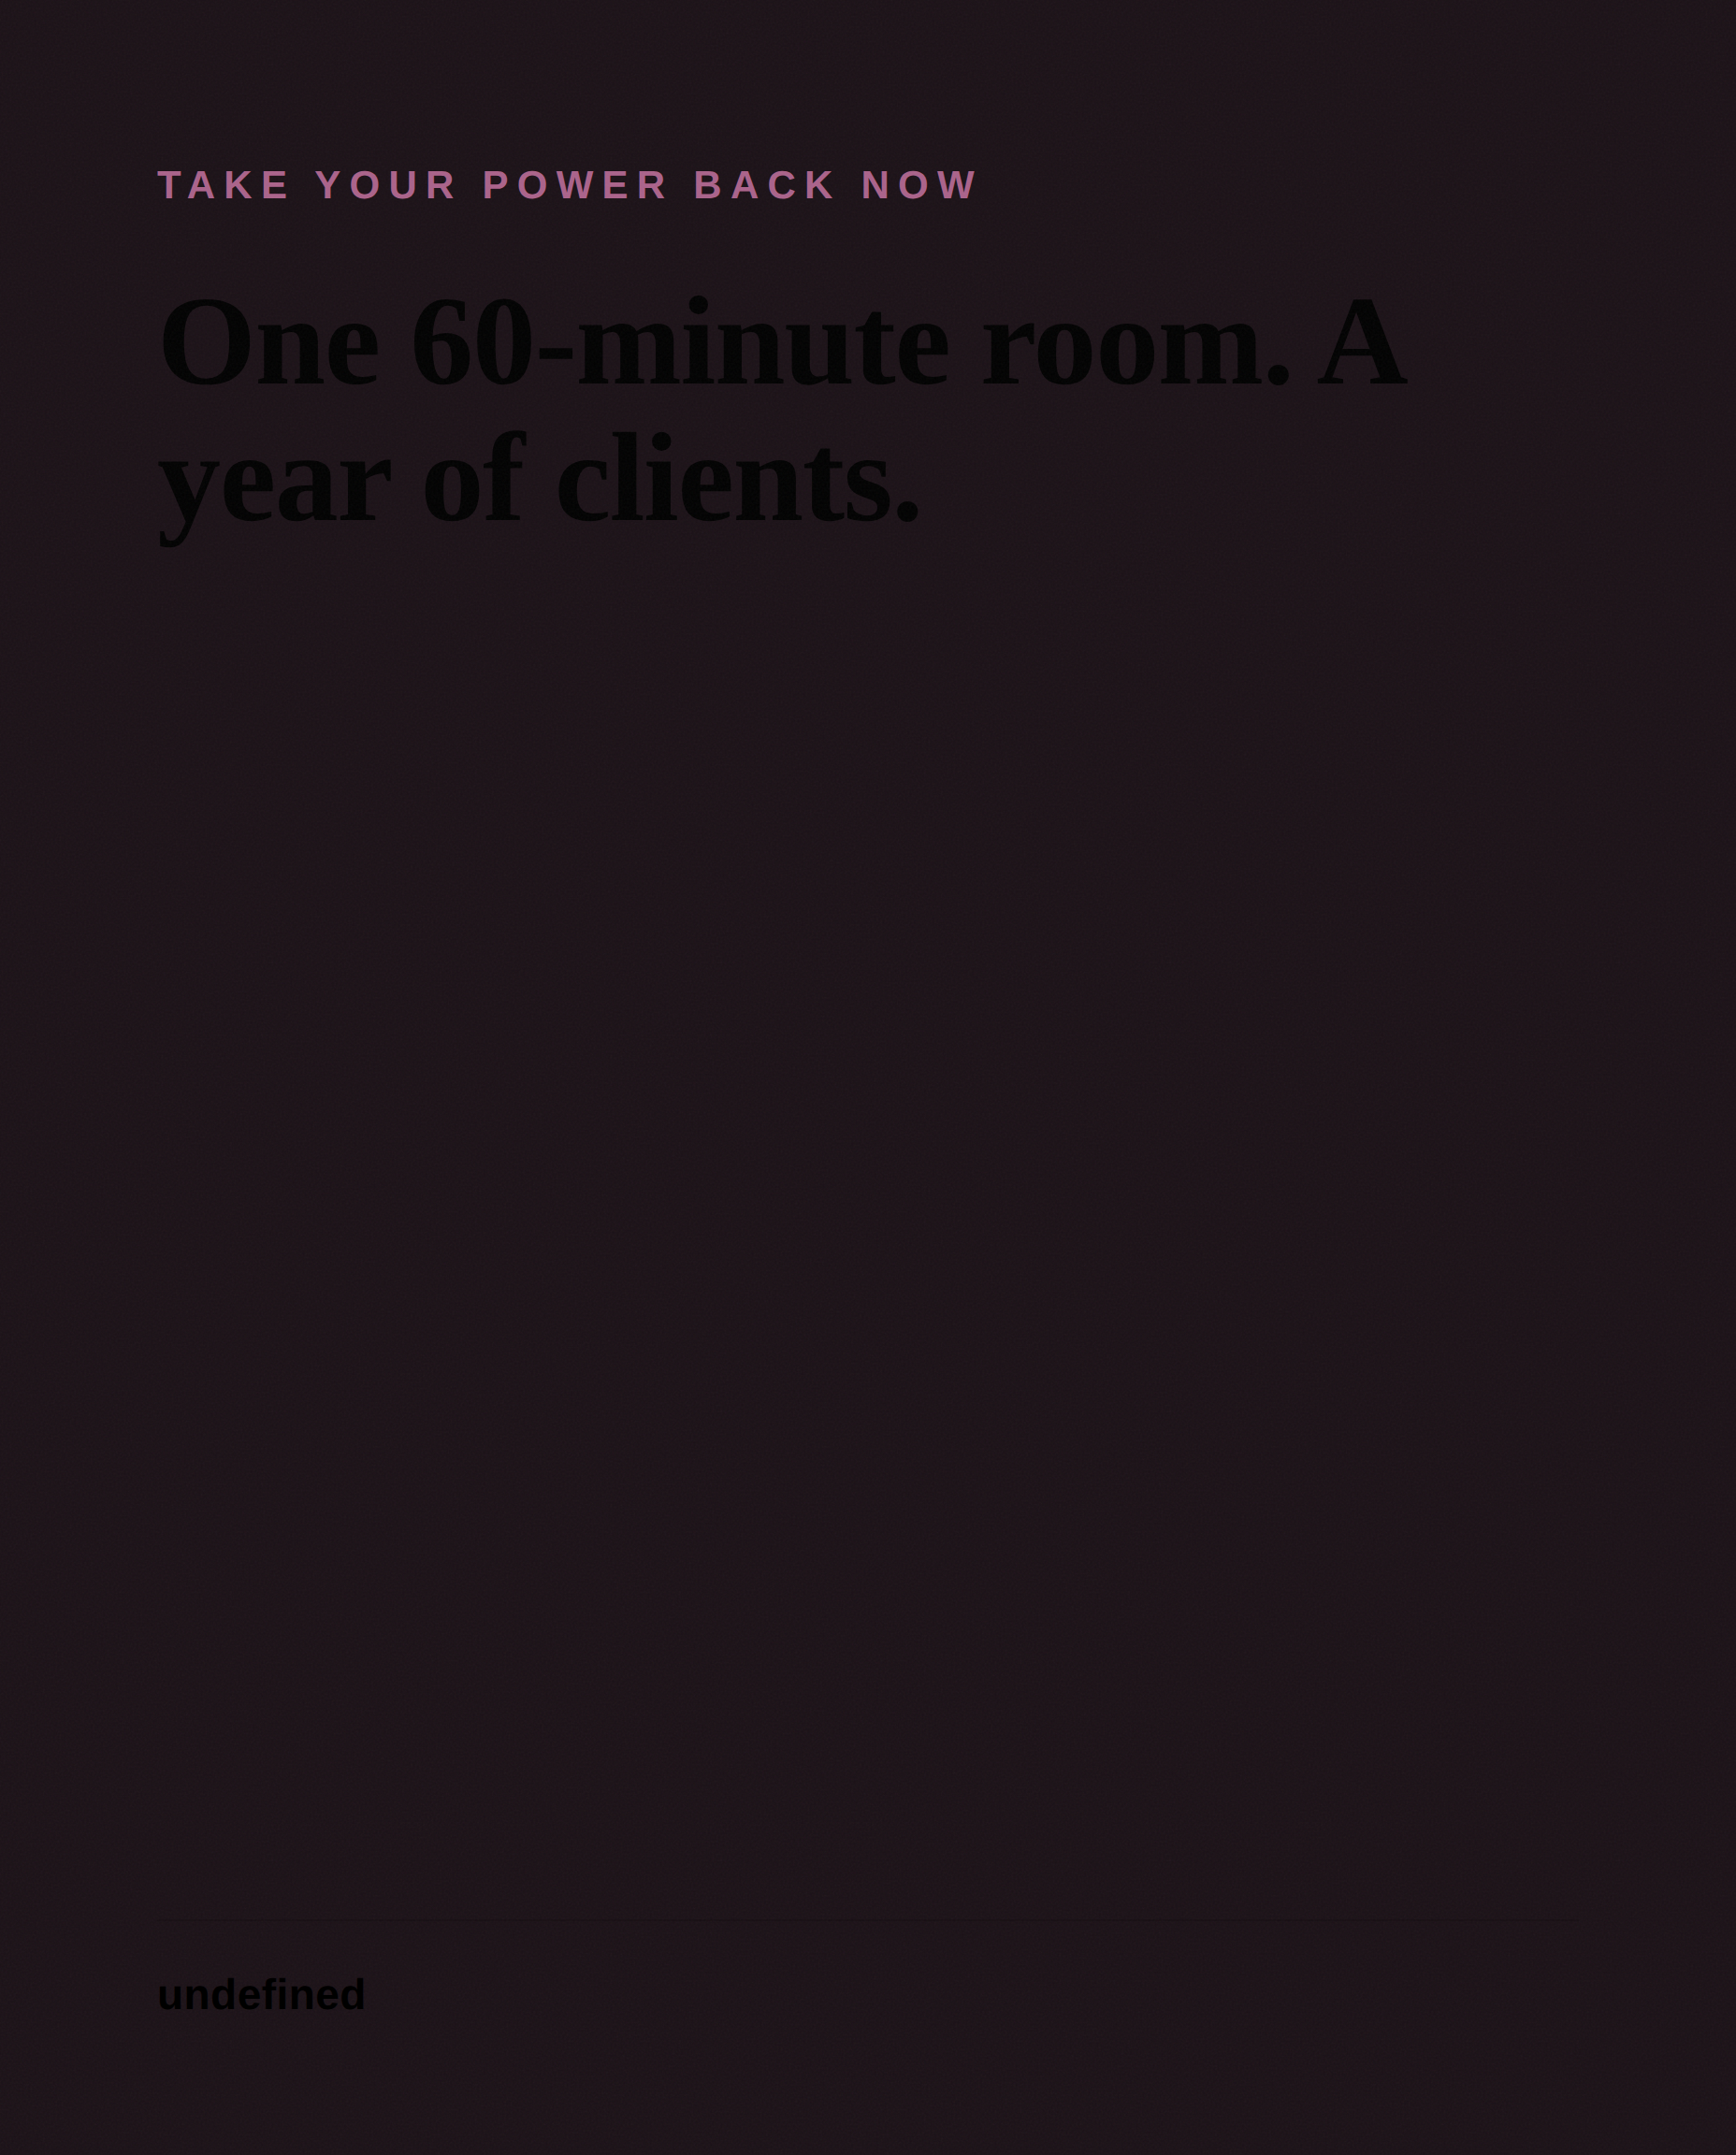 TAKE YOUR POWER BACK NOW
One 60-minute room. A
year of clients.
undefined